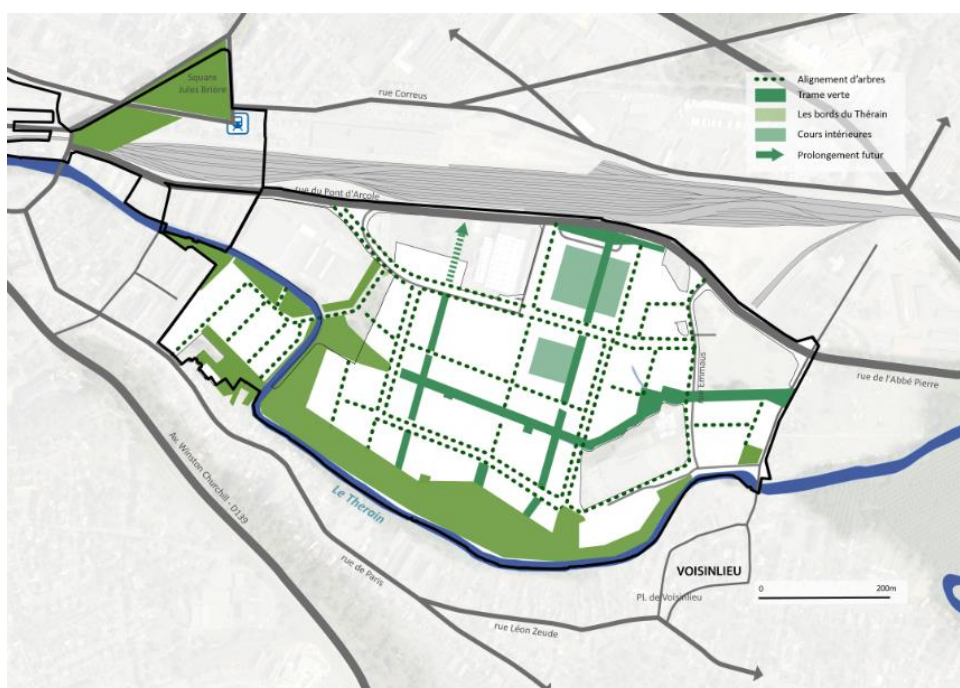 Square
Jules Brière
rue Correus
Alignement d'arbres
Trame verte
Les bords du Thérain
Cours intérieures
Prolongement futur
rue du Pont d'Arcole
rue Emmaüs
rue de l'Abbé Pierre
Av. Winston Churchill - D139
Le Therain
rue de Paris
VOISINLIEU
Pl. de Voisinlieu
0 200m
rue Léon Zeude